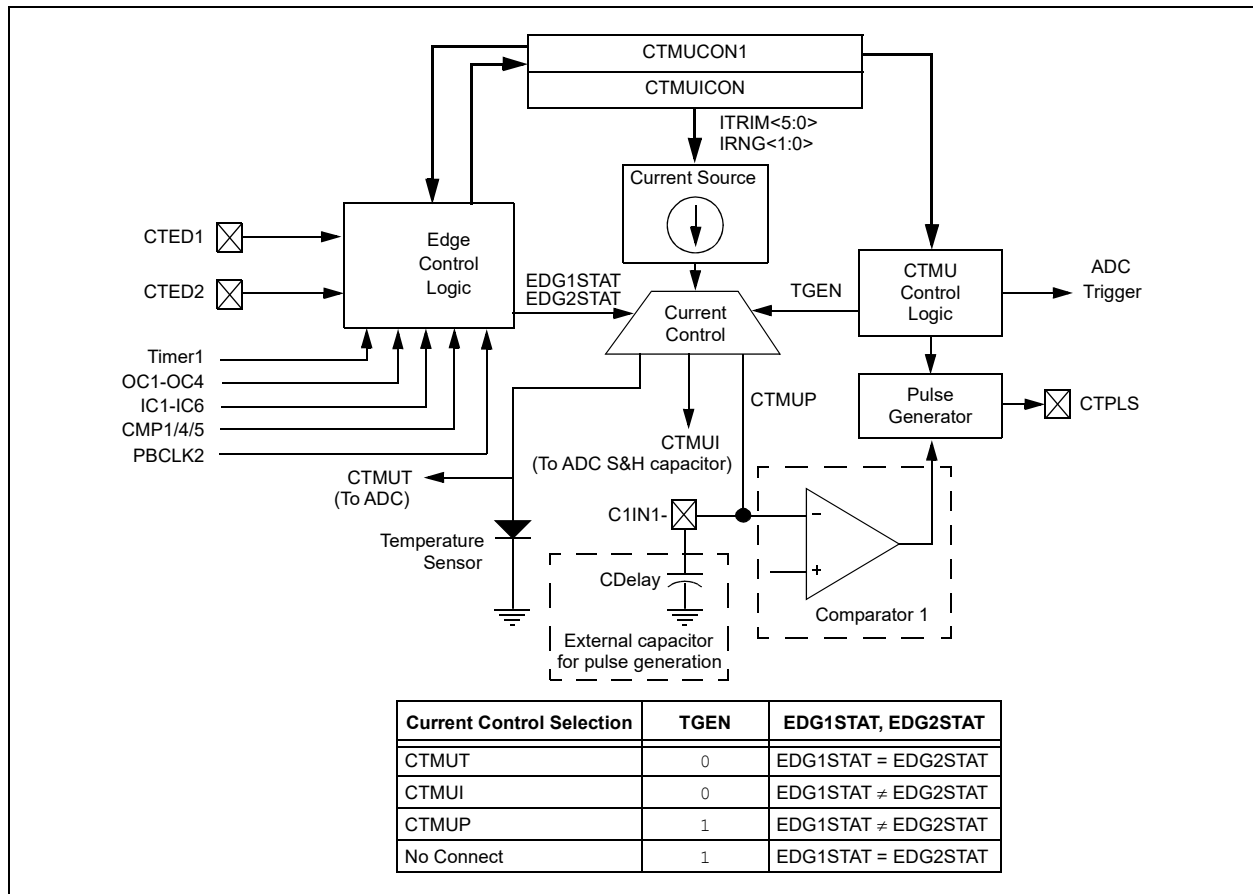 CTMUCON1
CTMUICON
ITRIM<5:0>
IRNG<1:0>
Current Source
CTED1
CTED2
Edge
Control
Logic
EDG1STAT
EDG2STAT
Current
Control
TGEN
CTMU
Control
Logic
ADC
Trigger
Timer1
OC1-OC4
IC1-IC6
CMP1/4/5
PBCLK2
CTMUP
Pulse
Generator
CTPLS
CTMUI
(To ADC S&H capacitor)
CTMUT
(To ADC)
C1IN1-
−
+
Temperature
Sensor
CDelay
Comparator 1
External capacitor
for pulse generation
Current Control Selection TGEN EDG1STAT, EDG2STAT
CTMUT 0 EDG1STAT = EDG2STAT
CTMUI 0 EDG1STAT ≠ EDG2STAT
CTMUP 1 EDG1STAT ≠ EDG2STAT
No Connect 1 EDG1STAT = EDG2STAT